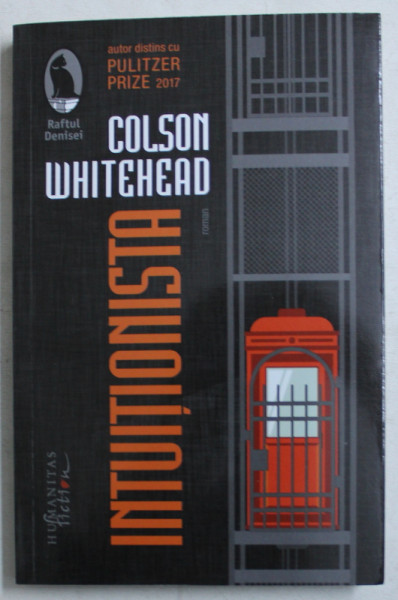 autor distins cu
PULITZER
PRIZE 2017
Raftul
Denisei
COLSON
WHITEHEAD
INTUIȚIONISTA
roman
HUMANITAS
fiction